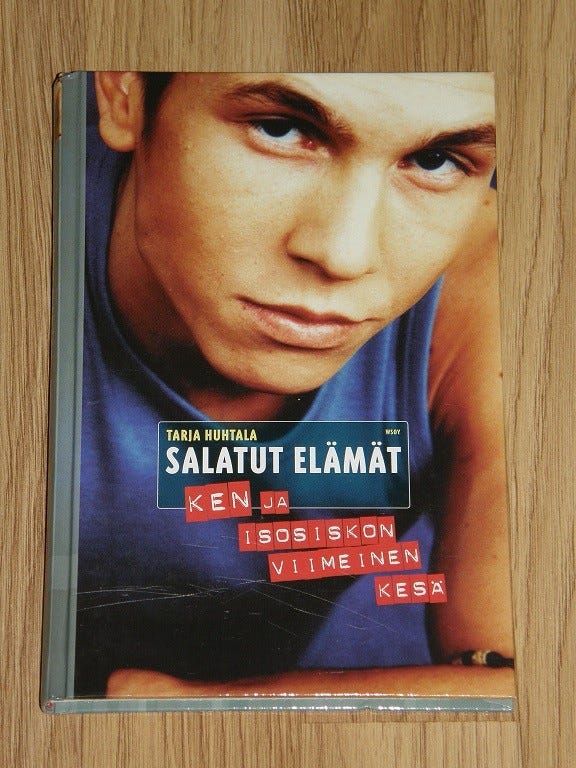 TARJA HUHTALA
WSOY
SALATUT ELÄMÄT
KEN JA
ISOSISKON
VIIMEINEN
KESÄ